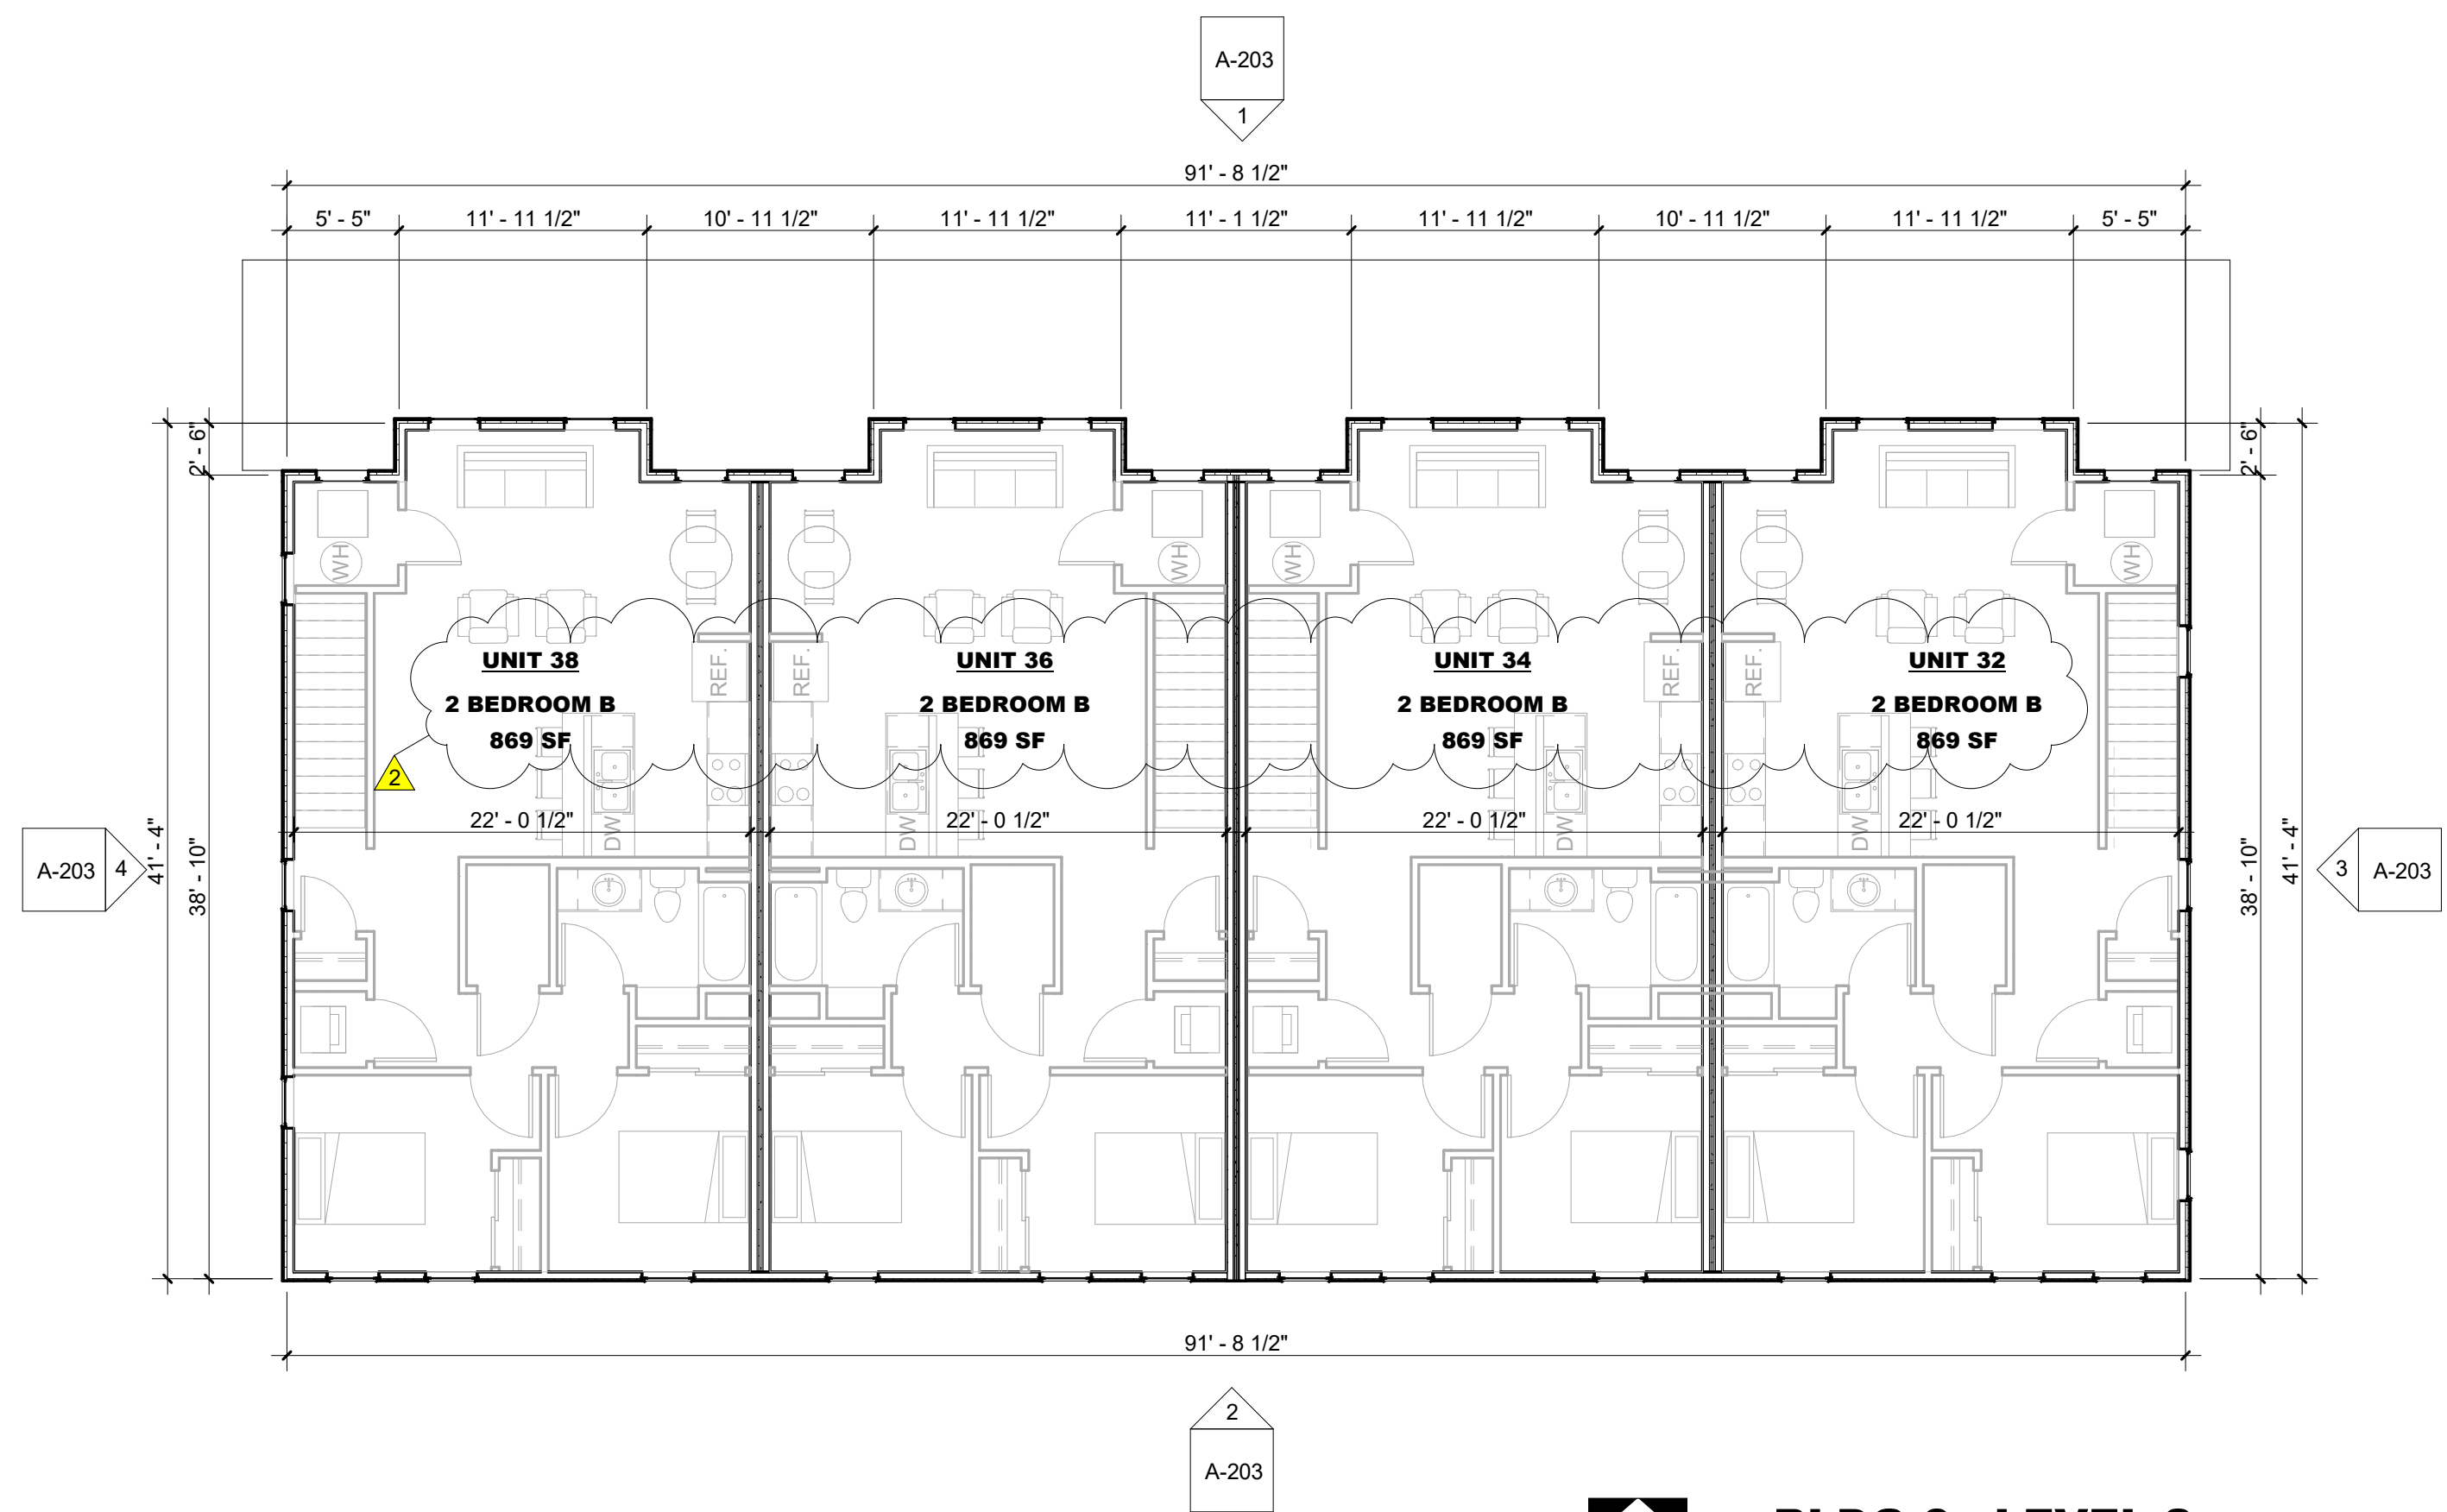 A-203
1
91' - 8 1/2"
5' - 5" 11' - 11 1/2" 10' - 11 1/2" 11' - 11 1/2" 11' - 1 1/2" 11' - 11 1/2" 10' - 11 1/2" 11' - 11 1/2" 5' - 5"
2' - 6" 2' - 6"
WH WH WH WH
REF. REF. REF. REF.
UNIT 38 UNIT 36 UNIT 34 UNIT 32
2 BEDROOM B 2 BEDROOM B 2 BEDROOM B 2 BEDROOM B
869 SF 869 SF 869 SF 869 SF
2
22' - 0 1/2" 22' - 0 1/2" 22' - 0 1/2" 22' - 0 1/2"
DW DW DW DW
A-203 4 41' - 4" 38' - 10" 38' - 10" 41' - 4" 3 A-203
91' - 8 1/2"
2
A-203